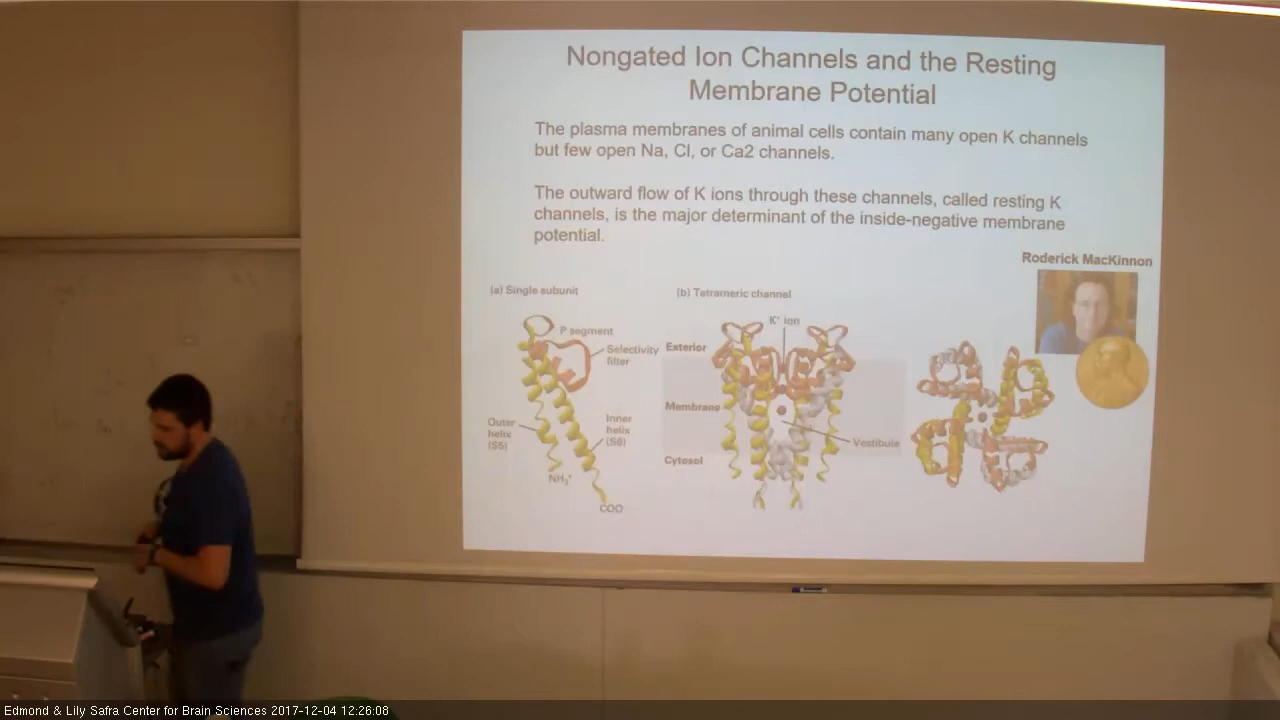 Nongated Ion Channels and the Resting
Membrane Potential
The plasma membranes of animal cells contain many open K channels
but few open Na, Cl, or Ca2 channels.
The outward flow of K ions through these channels, called resting K
channels, is the major determinant of the inside-negative membrane
potential.
Roderick MacKinnon
(a) Single subunit
P segment
Selectivity
filter
Outer
helix
(S5)
Inner
helix
(S6)
NH₃⁺
COO
(b) Tetrameric channel
K⁺ ion
Exterior
Membrane
Cytosol
Vestibule
Edmond & Lily Safra Center for Brain Sciences 2017-12-04 12:26:08